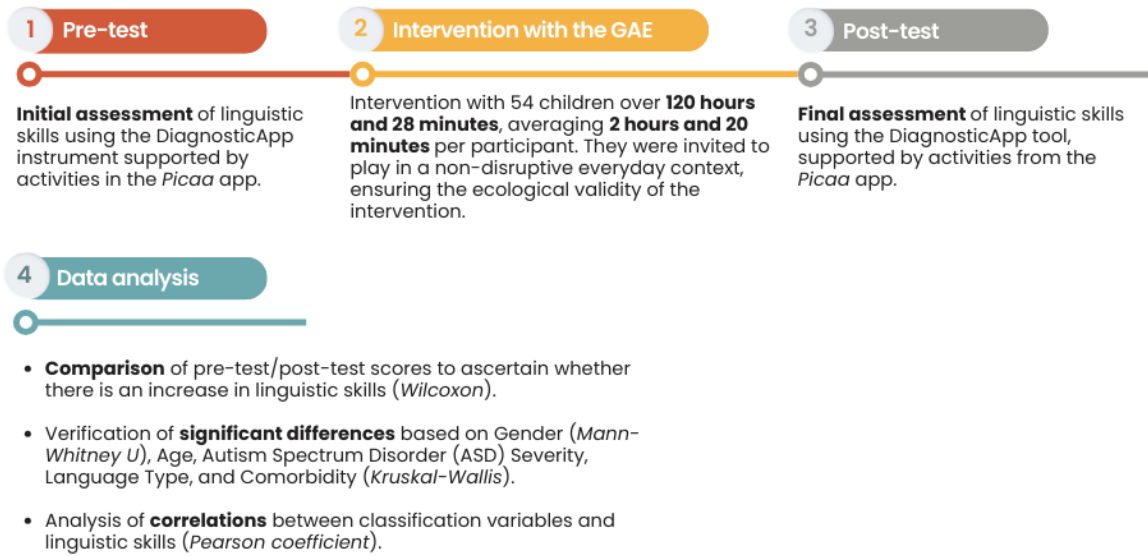 1 Pre-test
Initial assessment of linguistic
skills using the DiagnosticApp
instrument supported by
activities in the Picaa app.
2 Intervention with the GAE
Intervention with 54 children over 120 hours
and 28 minutes, averaging 2 hours and 20
minutes per participant. They were invited to
play in a non-disruptive everyday context,
ensuring the ecological validity of the
intervention.
3 Post-test
Final assessment of linguistic skills
using the DiagnosticApp tool,
supported by activities from the
Picaa app.
4 Data analysis
• Comparison of pre-test/post-test scores to ascertain whether
there is an increase in linguistic skills (Wilcoxon).
• Verification of significant differences based on Gender (Mann-
Whitney U), Age, Autism Spectrum Disorder (ASD) Severity,
Language Type, and Comorbidity (Kruskal-Wallis).
• Analysis of correlations between classification variables and
linguistic skills (Pearson coefficient).